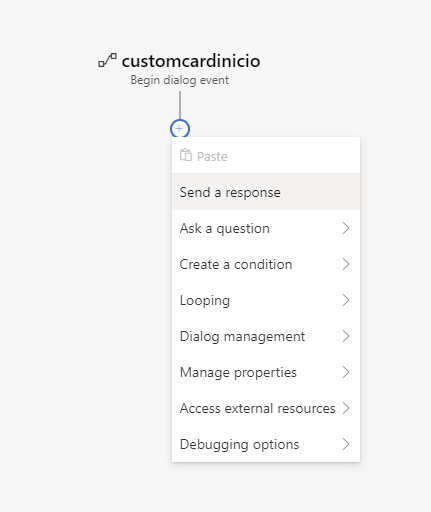 customcardinicio
Begin dialog event
Paste
Send a response
Ask a question
Create a condition
Looping
Dialog management
Manage properties
Access external resources
Debugging options